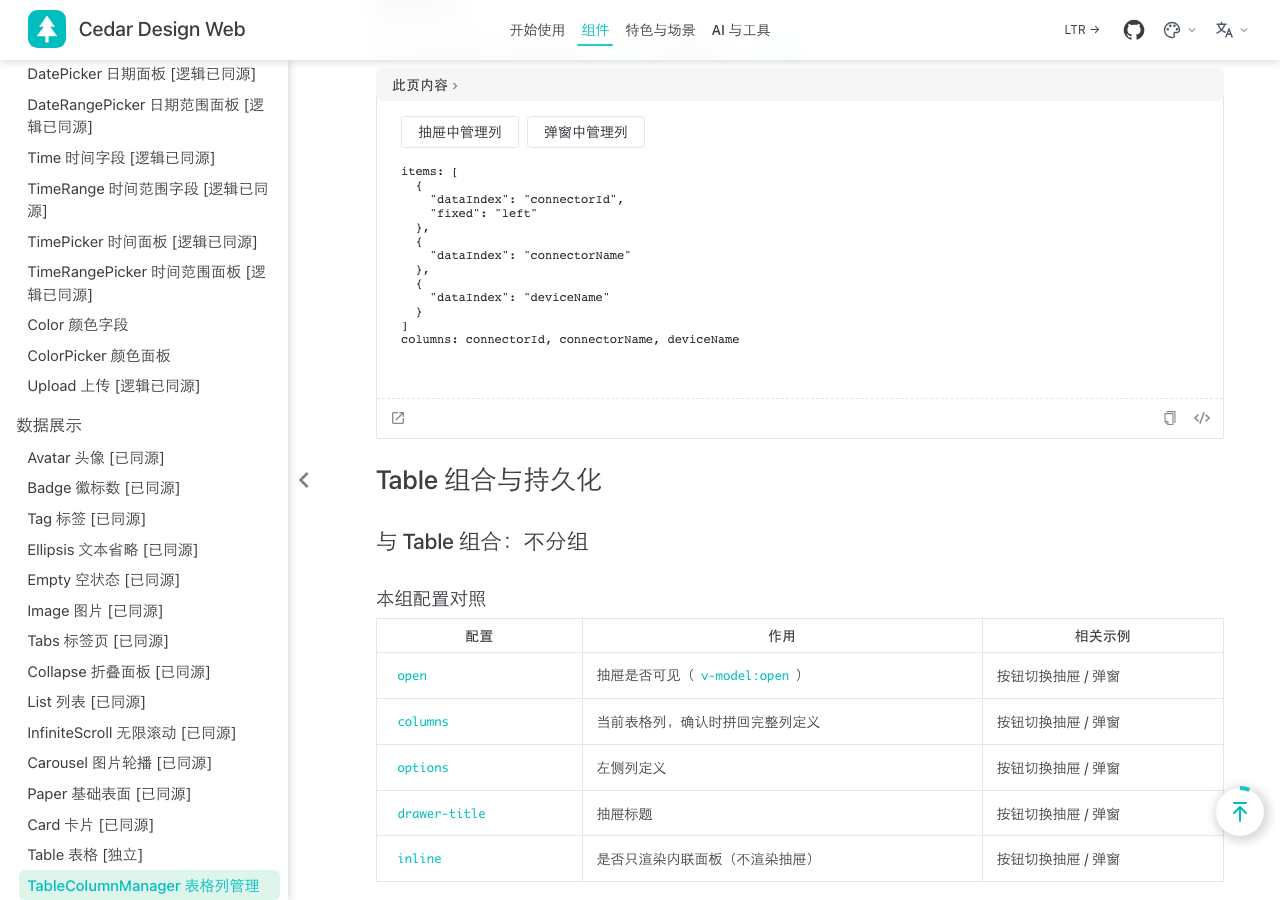 Cedar Design Web
开始使用 组件 特色与场景 AI 与工具
LTR →
DatePicker 日期面板 [逻辑已同源]
DateRangePicker 日期范围面板 [逻
辑已同源]
Time 时间字段 [逻辑已同源]
TimeRange 时间范围字段 [逻辑已同
源]
TimePicker 时间面板 [逻辑已同源]
TimeRangePicker 时间范围面板 [逻
辑已同源]
Color 颜色字段
ColorPicker 颜色面板
Upload 上传 [逻辑已同源]
数据展示
Avatar 头像 [已同源]
Badge 徽标数 [已同源]
Tag 标签 [已同源]
Ellipsis 文本省略 [已同源]
Empty 空状态 [已同源]
Image 图片 [已同源]
Tabs 标签页 [已同源]
Collapse 折叠面板 [已同源]
List 列表 [已同源]
InfiniteScroll 无限滚动 [已同源]
Carousel 图片轮播 [已同源]
Paper 基础表面 [已同源]
Card 卡片 [已同源]
Table 表格 [独立]
TableColumnManager 表格列管理
此页内容 ›
抽屉中管理列 弹窗中管理列
items: [
  {
    "dataIndex": "connectorId",
    "fixed": "left"
  },
  {
    "dataIndex": "connectorName"
  },
  {
    "dataIndex": "deviceName"
  }
]
columns: connectorId, connectorName, deviceName
Table 组合与持久化
与 Table 组合：不分组
本组配置对照
配置 作用 相关示例
open 抽屉是否可见（ v-model:open ） 按钮切换抽屉 / 弹窗
columns 当前表格列，确认时拼回完整列定义 按钮切换抽屉 / 弹窗
options 左侧列定义 按钮切换抽屉 / 弹窗
drawer-title 抽屉标题 按钮切换抽屉 / 弹窗
inline 是否只渲染内联面板（不渲染抽屉） 按钮切换抽屉 / 弹窗